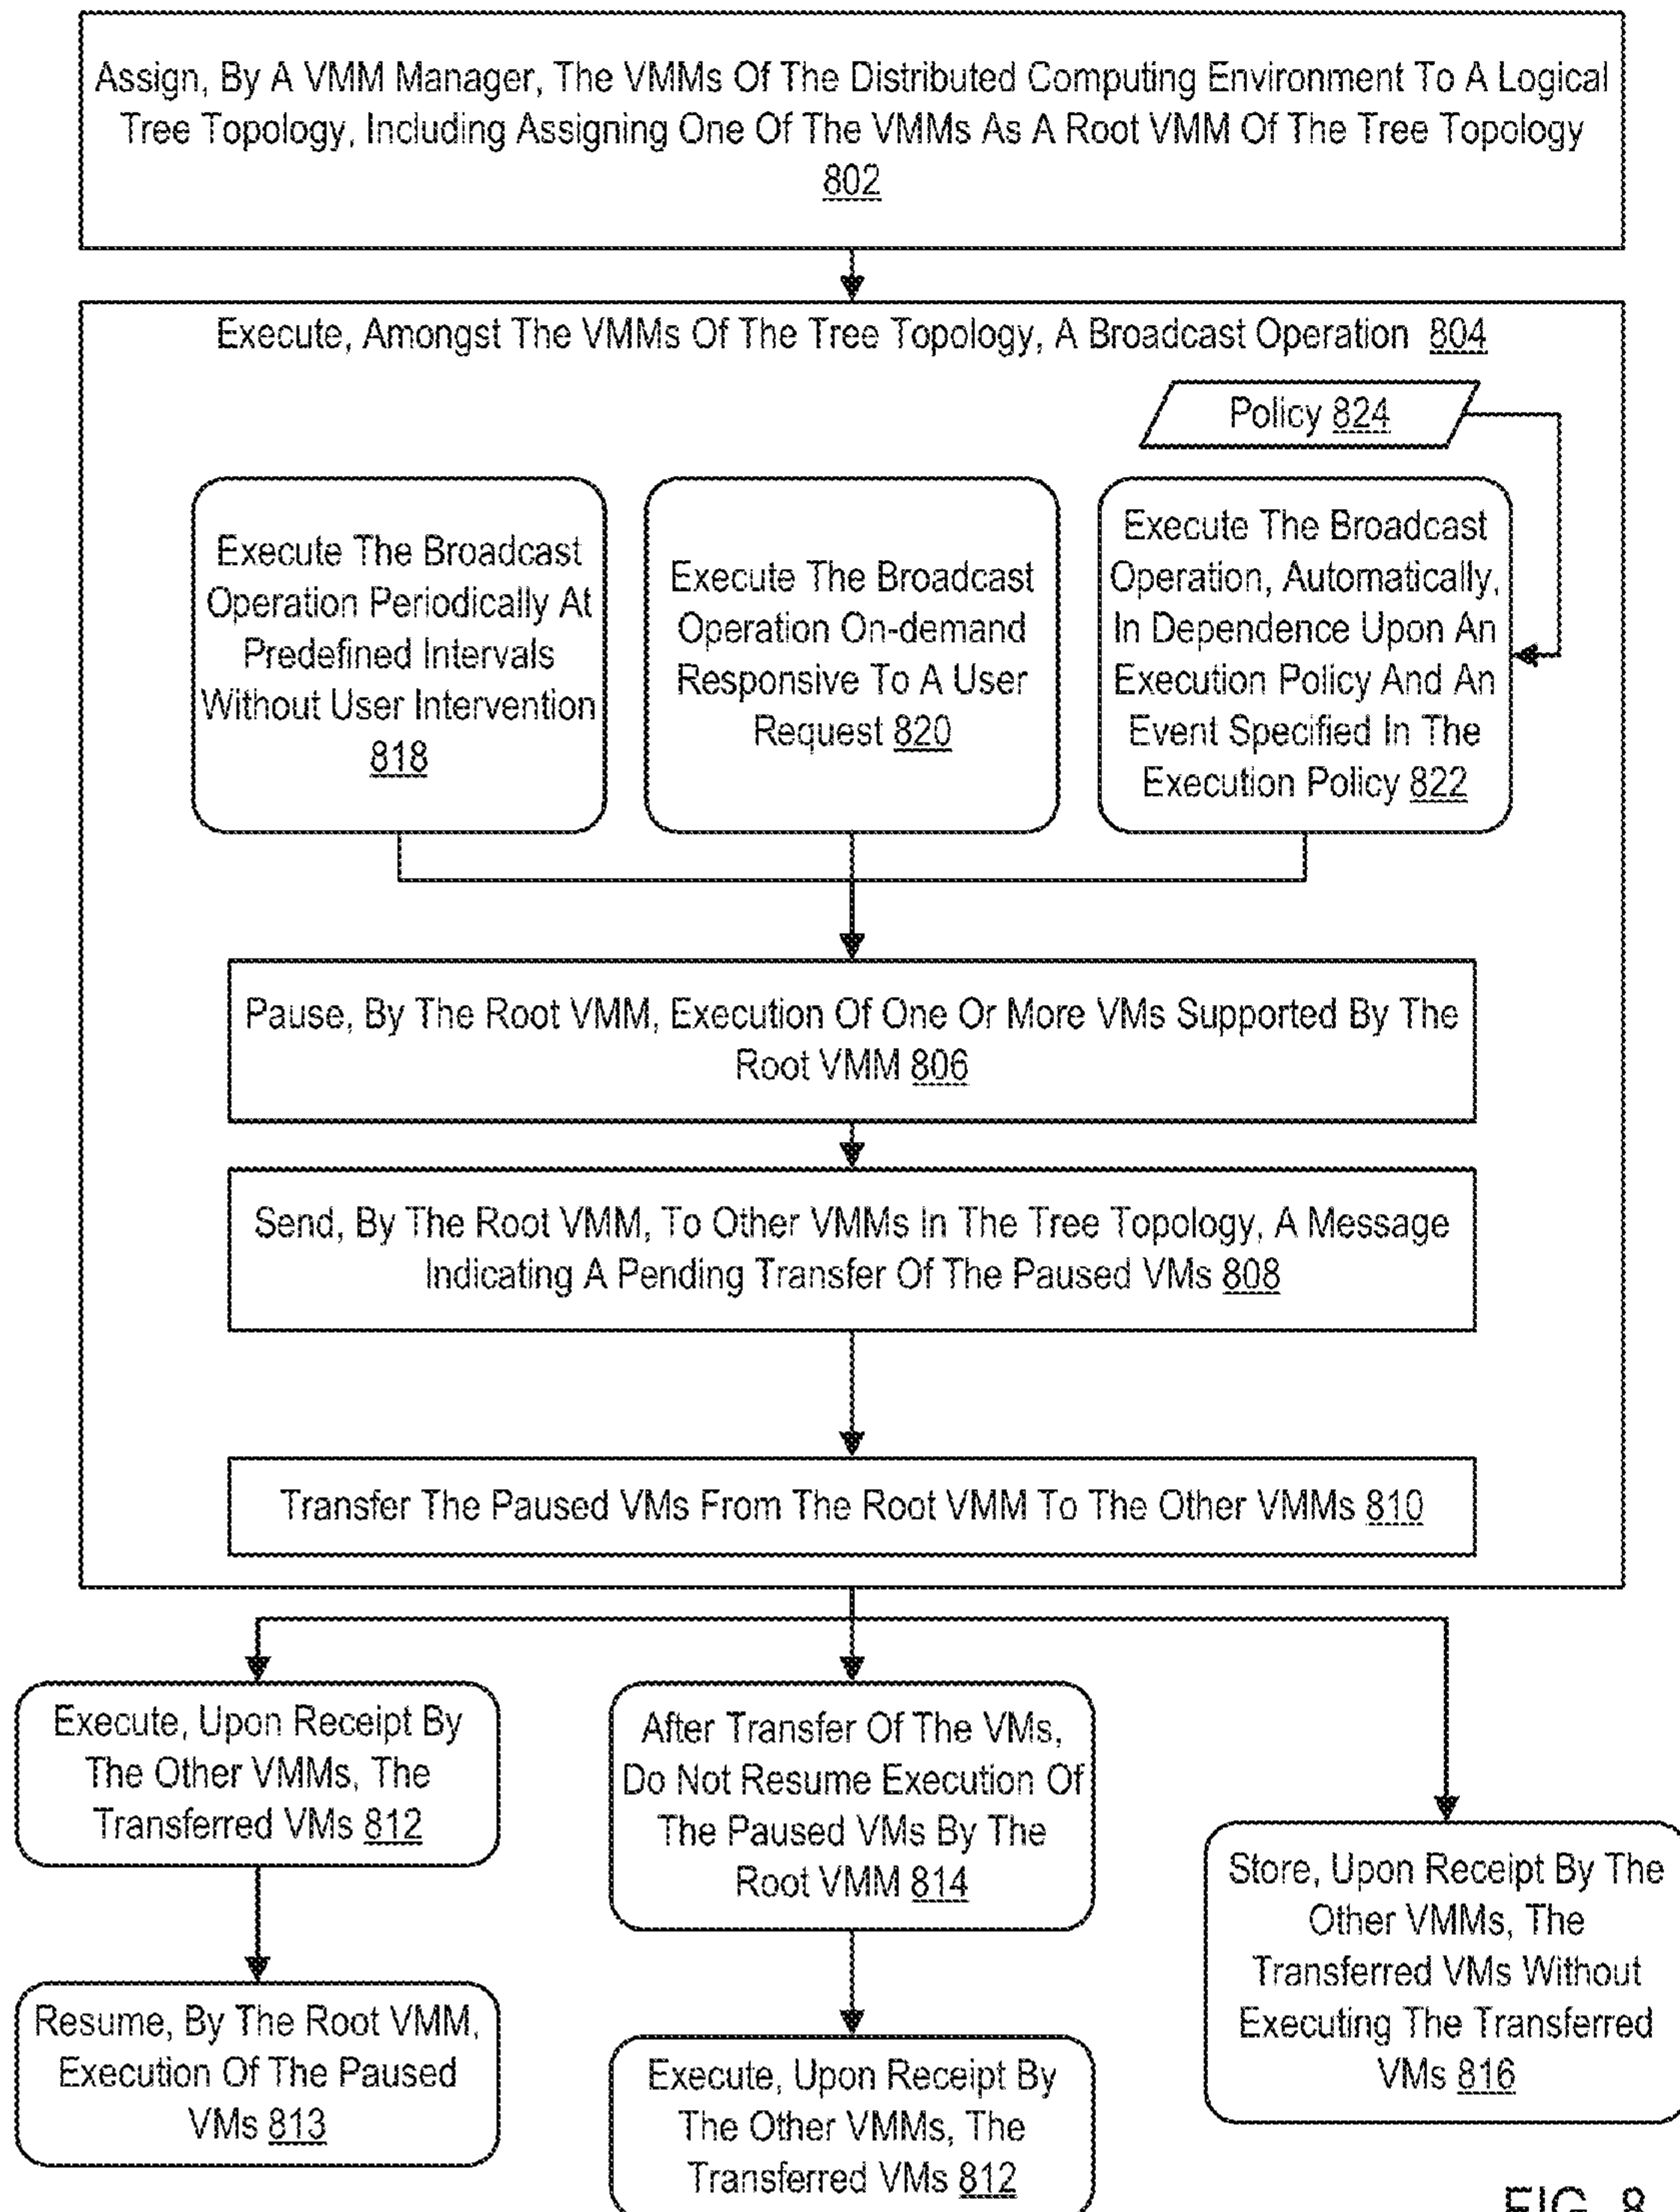 Assign, By A VMM Manager, The VMMs Of The Distributed Computing Environment To A Logical
Tree Topology, Including Assigning One Of The VMMs As A Root VMM Of The Tree Topology
802
Execute, Amongst The VMMs Of The Tree Topology, A Broadcast Operation 804
Policy 824
Execute The Broadcast
Operation Periodically At
Predefined Intervals
Without User Intervention
818
Execute The Broadcast
Operation On-demand
Responsive To A User
Request 820
Execute The Broadcast
Operation, Automatically,
In Dependence Upon An
Execution Policy And An
Event Specified In The
Execution Policy 822
Pause, By The Root VMM, Execution Of One Or More VMs Supported By The
Root VMM 806
Send, By The Root VMM, To Other VMMs In The Tree Topology, A Message
Indicating A Pending Transfer Of The Paused VMs 808
Transfer The Paused VMs From The Root VMM To The Other VMMs 810
Execute, Upon Receipt By
The Other VMMs, The
Transferred VMs 812
Resume, By The Root VMM,
Execution Of The Paused
VMs 813
After Transfer Of The VMs,
Do Not Resume Execution Of
The Paused VMs By The
Root VMM 814
Execute, Upon Receipt By
The Other VMMs, The
Transferred VMs 812
Store, Upon Receipt By The
Other VMMs, The
Transferred VMs Without
Executing The Transferred
VMs 816
FIG. 8